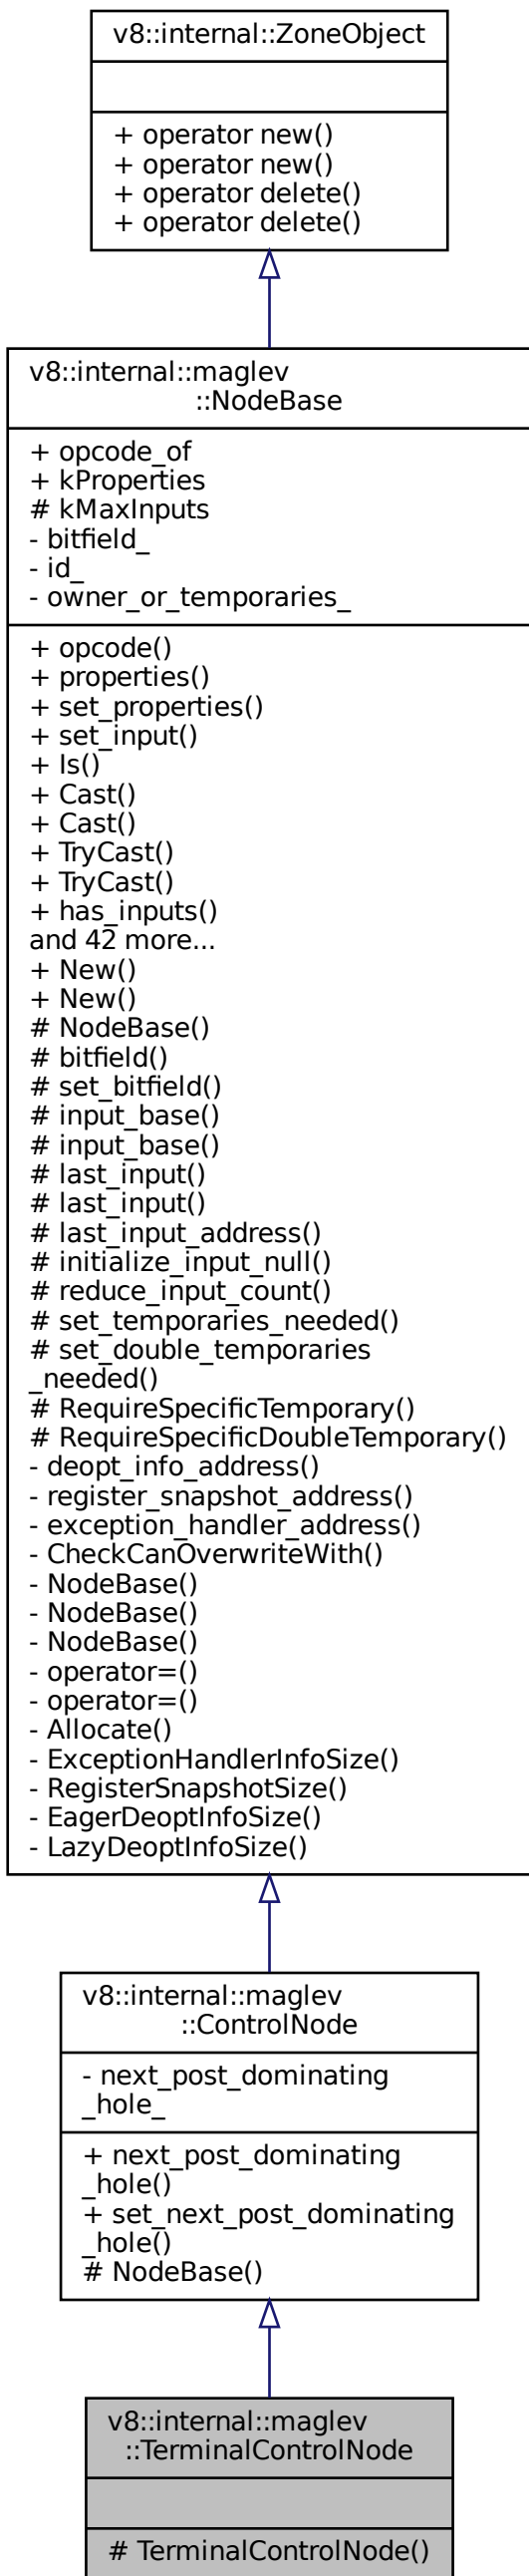 v8::internal::ZoneObject
+ operator new()
+ operator new()
+ operator delete()
+ operator delete()
v8::internal::maglev
::NodeBase
+ opcode_of
+ kProperties
# kMaxInputs
- bitfield_
- id_
- owner_or_temporaries_
+ opcode()
+ properties()
+ set_properties()
+ set_input()
+ Is()
+ Cast()
+ Cast()
+ TryCast()
+ TryCast()
+ has_inputs()
and 42 more...
+ New()
+ New()
# NodeBase()
# bitfield()
# set_bitfield()
# input_base()
# input_base()
# last_input()
# last_input()
# last_input_address()
# initialize_input_null()
# reduce_input_count()
# set_temporaries_needed()
# set_double_temporaries
_needed()
# RequireSpecificTemporary()
# RequireSpecificDoubleTemporary()
- deopt_info_address()
- register_snapshot_address()
- exception_handler_address()
- CheckCanOverwriteWith()
- NodeBase()
- NodeBase()
- NodeBase()
- operator=()
- operator=()
- Allocate()
- ExceptionHandlerInfoSize()
- RegisterSnapshotSize()
- EagerDeoptInfoSize()
- LazyDeoptInfoSize()
v8::internal::maglev
::ControlNode
- next_post_dominating
_hole_
+ next_post_dominating
_hole()
+ set_next_post_dominating
_hole()
# NodeBase()
v8::internal::maglev
::TerminalControlNode
# TerminalControlNode()